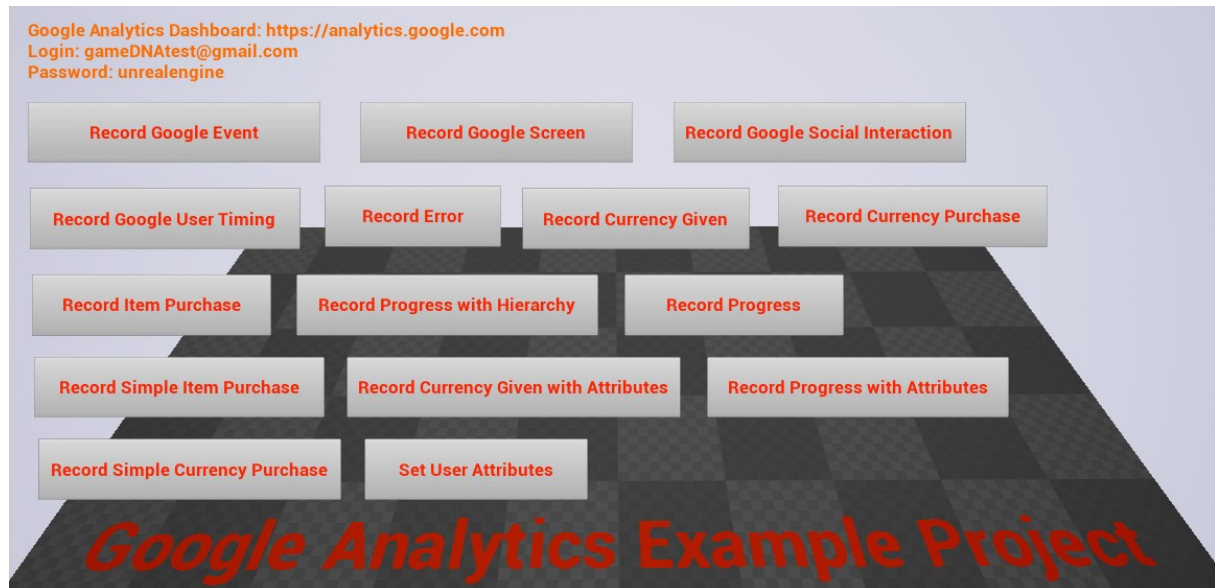 Google Analytics Dashboard: https://analytics.google.com
Login: gameDNAtest@gmail.com
Password: unrealengine
Record Google Event
Record Google Screen
Record Google Social Interaction
Record Google User Timing
Record Error
Record Currency Given
Record Currency Purchase
Record Item Purchase
Record Progress with Hierarchy
Record Progress
Record Simple Item Purchase
Record Currency Given with Attributes
Record Progress with Attributes
Record Simple Currency Purchase
Set User Attributes
Google Analytics Example Project